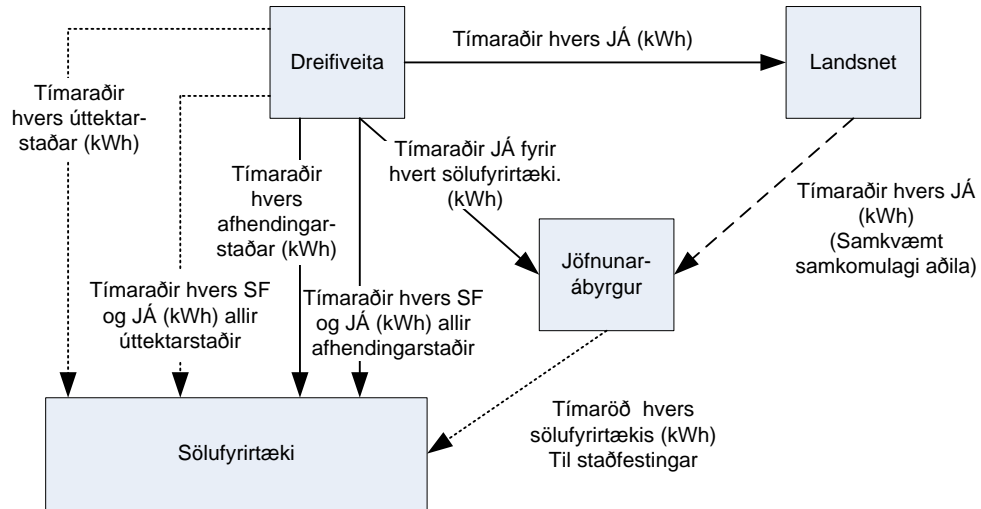 Dreifiveita
Tímaraðir hvers JÁ (kWh)
Landsnet
Tímaraðir
hvers úttektar-
staðar (kWh)
Tímaraðir
hvers
afhendingar-
staðar (kWh)
Tímaraðir JÁ fyrir
hvert sölufyrirtæki.
(kWh)
Tímaraðir hvers JÁ
(kWh)
(Samkvæmt
samkomulagi aðila)
Jöfnunar-
ábyrgur
Tímaraðir hvers SF
og JÁ (kWh) allir
úttektarstaðir
Tímaraðir hvers SF
og JÁ (kWh) allir
afhendingarstaðir
Tímaröð hvers
sölufyrirtækis (kWh)
Til staðfestingar
Sölufyrirtæki